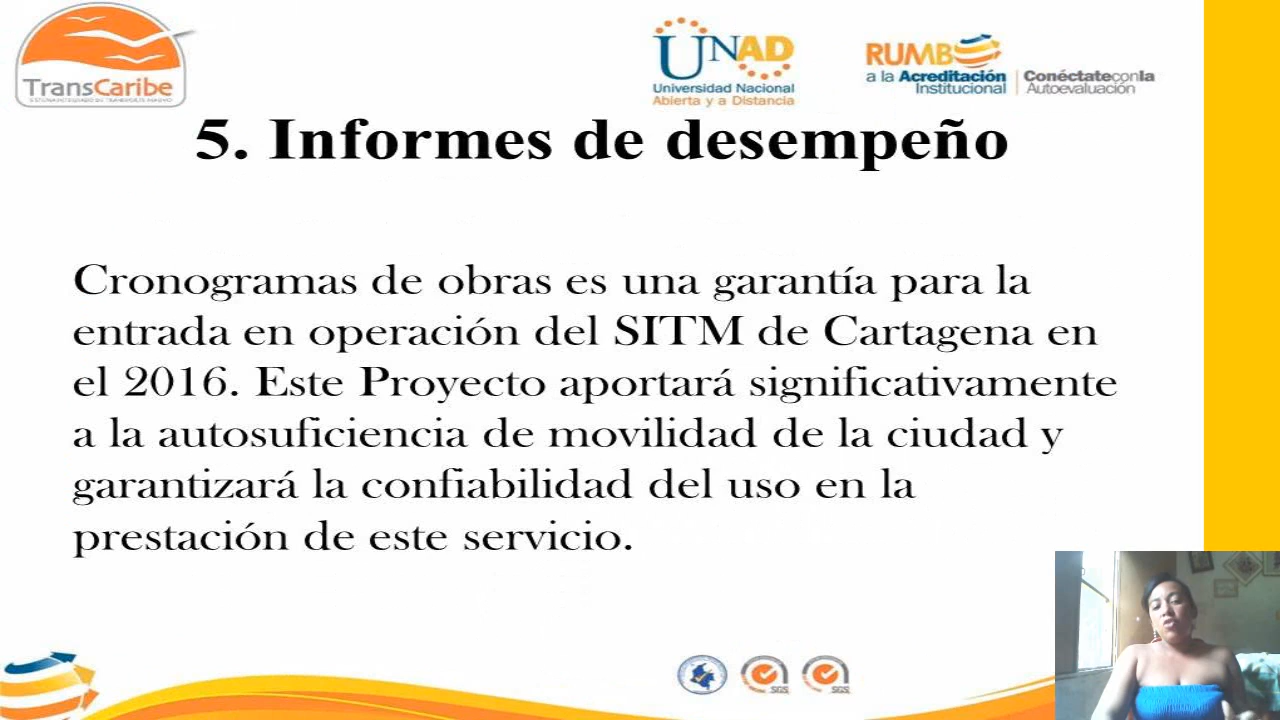 TransCaribe
UNAD
Universidad Nacional
Abierta y a Distancia
RUMBO
a la Acreditación
Institucional
Conéctateconla
Autoevaluación
5. Informes de desempeño
Cronogramas de obras es una garantía para la
entrada en operación del SITM de Cartagena en
el 2016. Este Proyecto aportará significativamente
a la autosuficiencia de movilidad de la ciudad y
garantizará la confiabilidad del uso en la
prestación de este servicio.
SGS
SGS